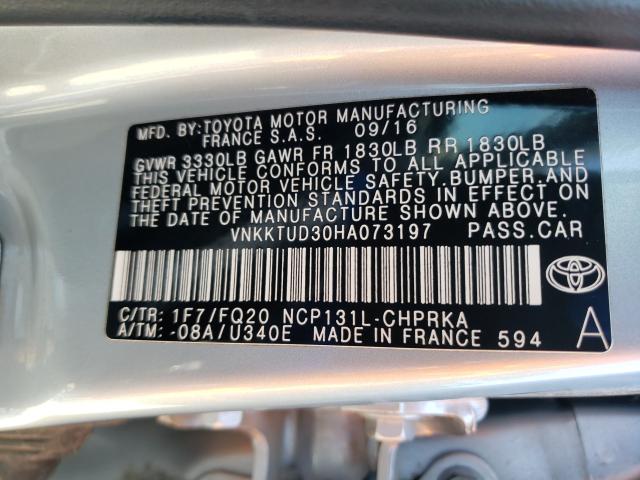 MFD. BY:TOYOTA MOTOR MANUFACTURING
FRANCE S.A.S. 09/16
GVWR 3330LB GAWR FR 1830LB RR 1830LB
THIS VEHICLE CONFORMS TO ALL APPLICABLE
FEDERAL MOTOR VEHICLE SAFETY,BUMPER,AND
THEFT PREVENTION STANDARDS IN EFFECT ON
THE DATE OF MANUFACTURE SHOWN ABOVE.
VNKKTUD30HA073197 PASS.CAR
C/TR: 1F7/FQ20 NCP131L-CHPRKA
A/TM: -08A/U340E MADE IN FRANCE 594
A